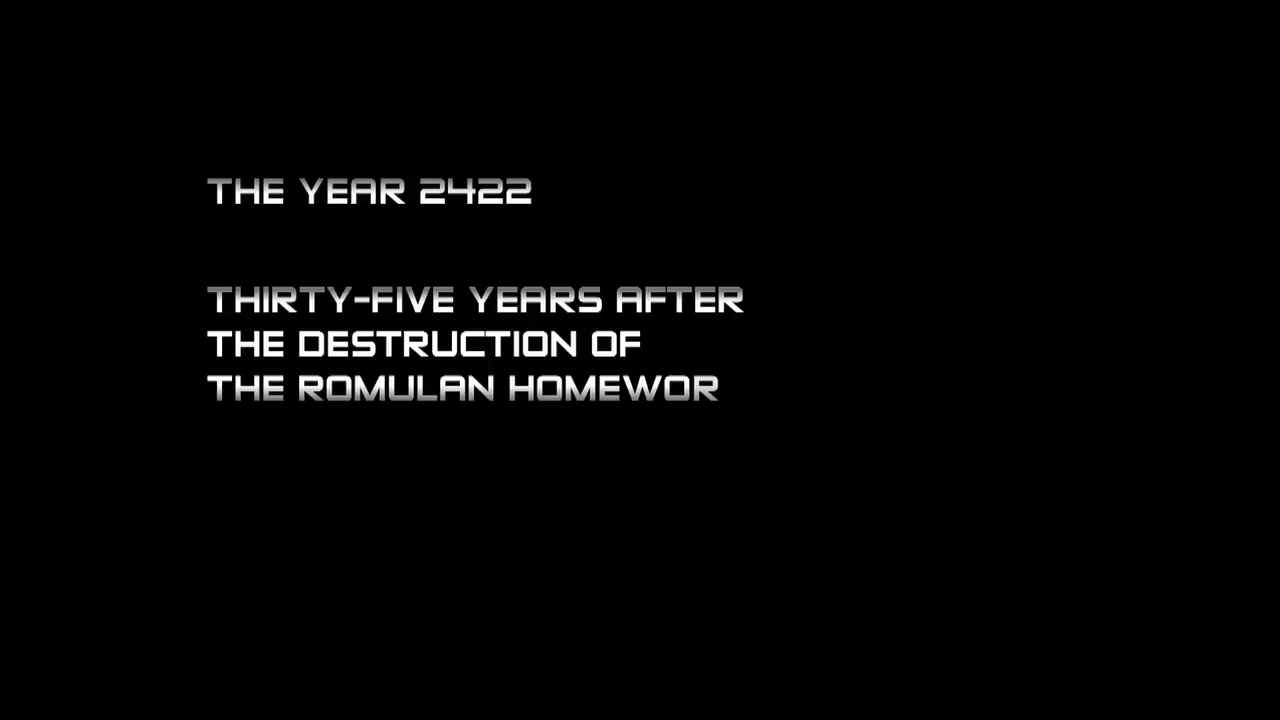 THE YEAR 2422
THIRTY-FIVE YEARS AFTER
THE DESTRUCTION OF
THE ROMULAN HOMEWOR